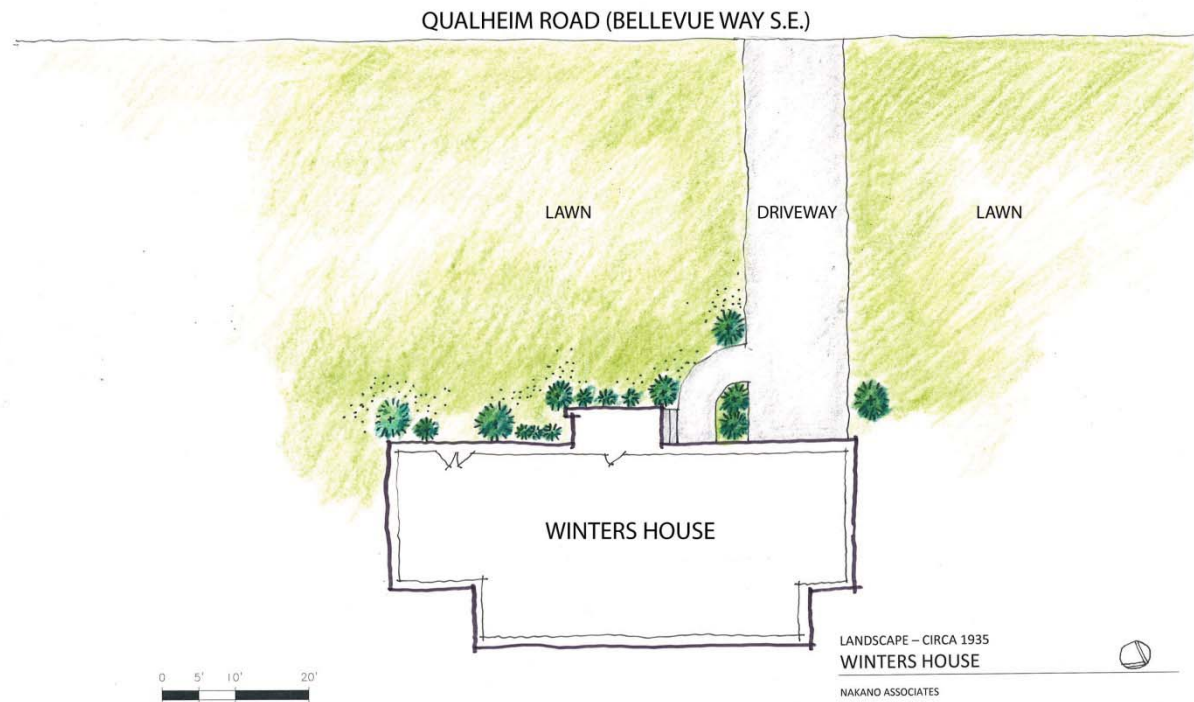 QUALHEIM ROAD (BELLEVUE WAY S.E.)
LAWN
DRIVEWAY
LAWN
WINTERS HOUSE
LANDSCAPE – CIRCA 1935
WINTERS HOUSE
NAKANO ASSOCIATES
0 5' 10' 20'